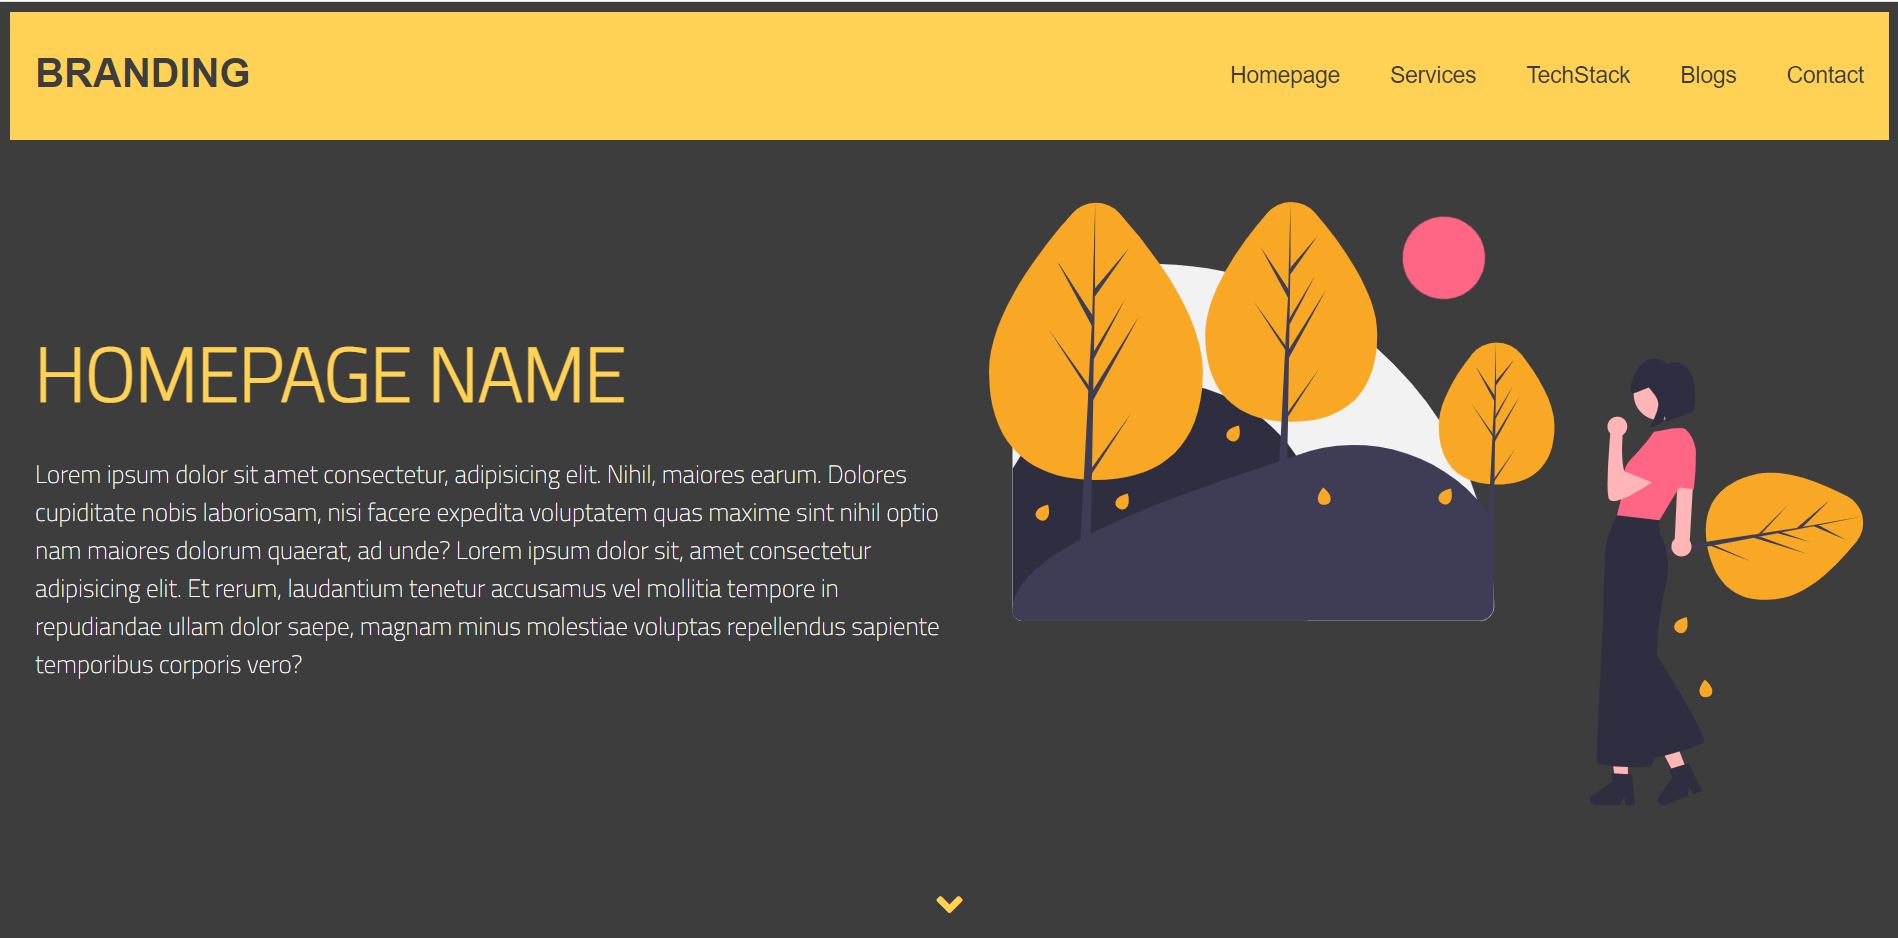 BRANDING
Homepage Services TechStack Blogs Contact
HOMEPAGE NAME
Lorem ipsum dolor sit amet consectetur, adipisicing elit. Nihil, maiores earum. Dolores
cupiditate nobis laboriosam, nisi facere expedita voluptatem quas maxime sint nihil optio
nam maiores dolorum quaerat, ad unde? Lorem ipsum dolor sit, amet consectetur
adipisicing elit. Et rerum, laudantium tenetur accusamus vel mollitia tempore in
repudiandae ullam dolor saepe, magnam minus molestiae voluptas repellendus sapiente
temporibus corporis vero?